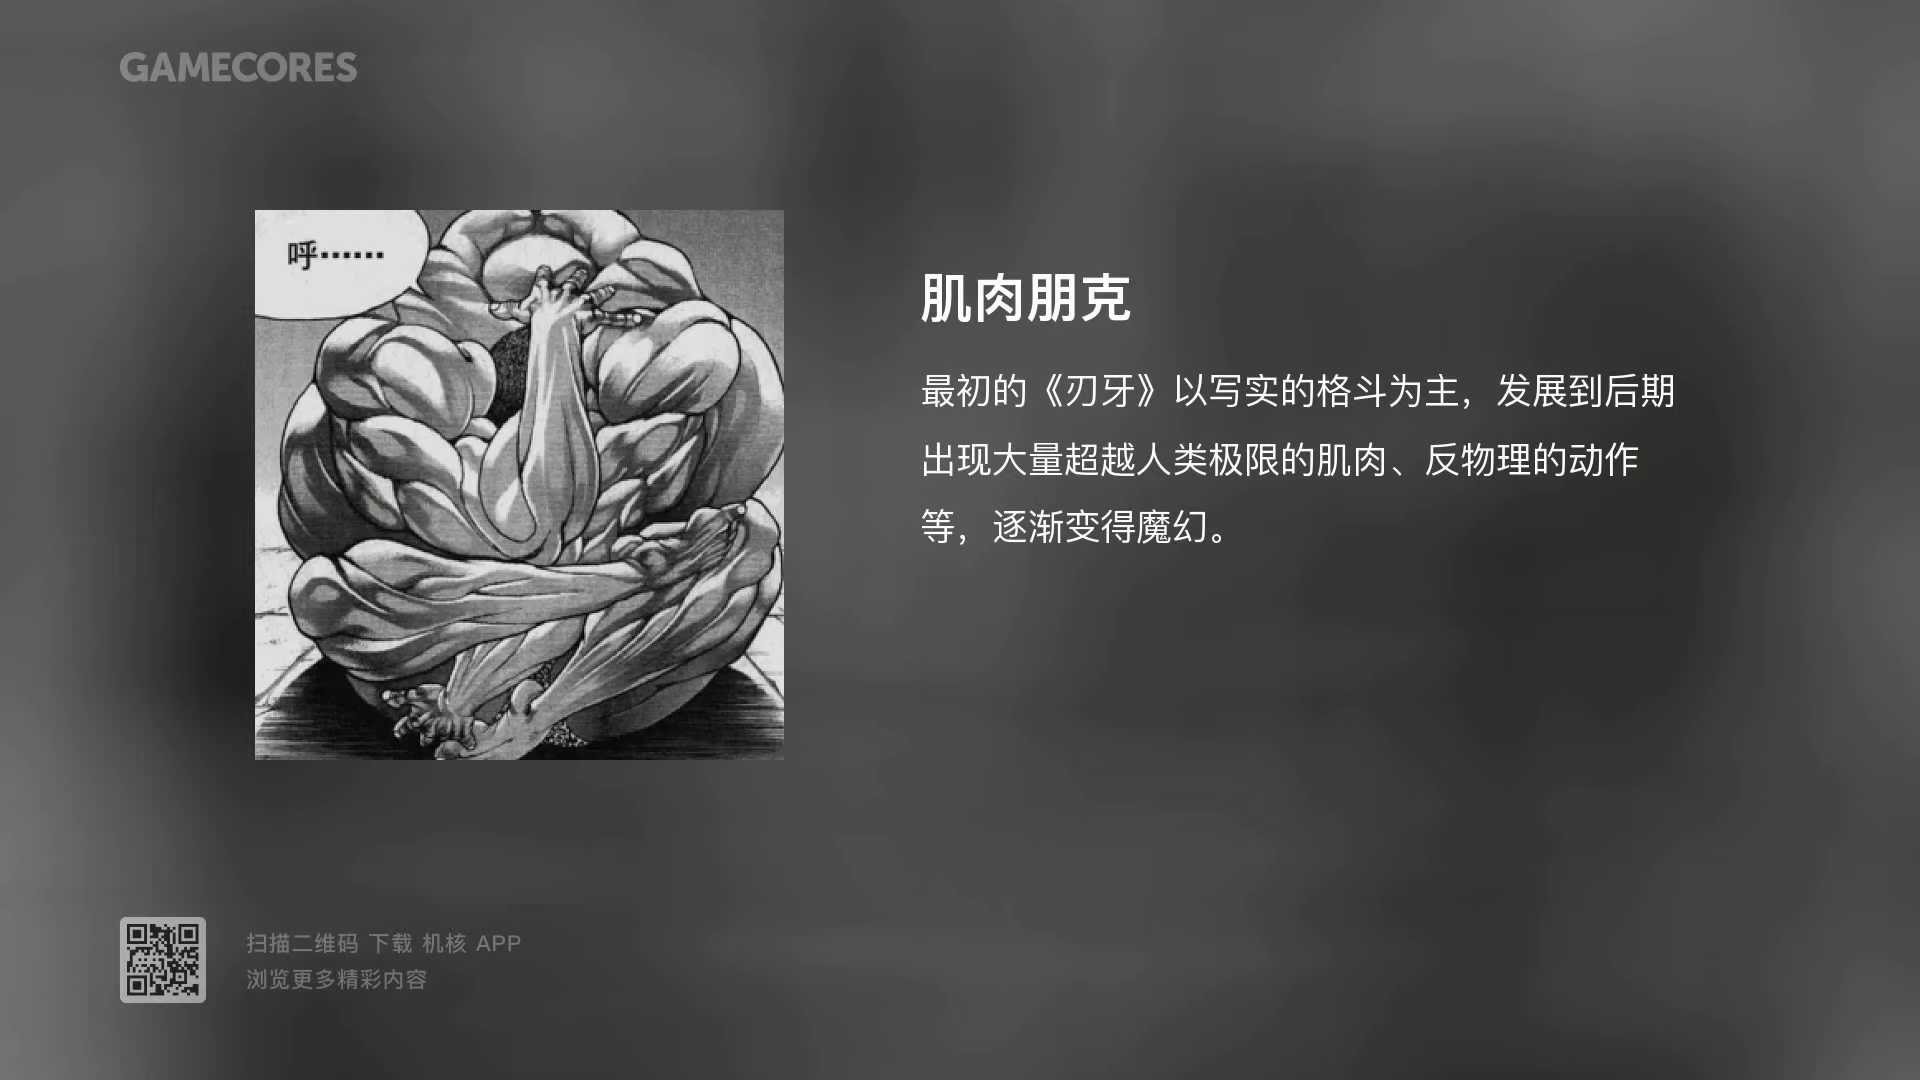 GAMECORES
呼……
肌肉朋克
最初的《刃牙》以写实的格斗为主，发展到后期
出现大量超越人类极限的肌肉、反物理的动作
等，逐渐变得魔幻。
扫描二维码 下载 机核 APP
浏览更多精彩内容